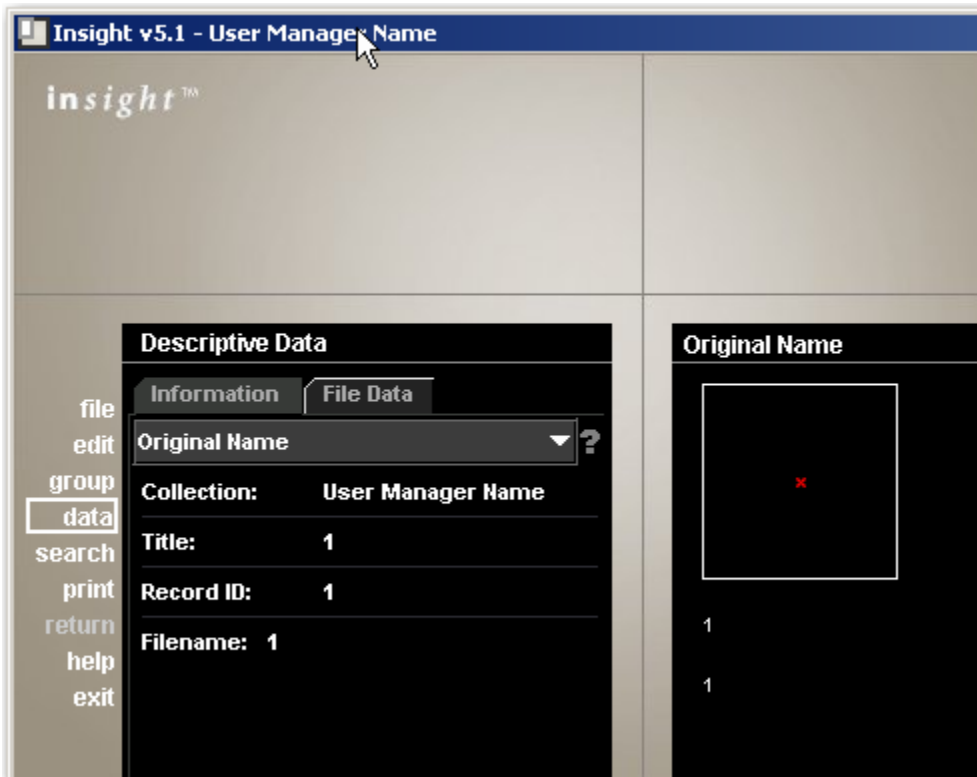 Insight v5.1 - User Manager Name
insight™
file
edit
group
data
search
print
return
help
exit
Descriptive Data
Information File Data
Original Name ?
Collection: User Manager Name
Title: 1
Record ID: 1
Filename: 1
Original Name
1
1